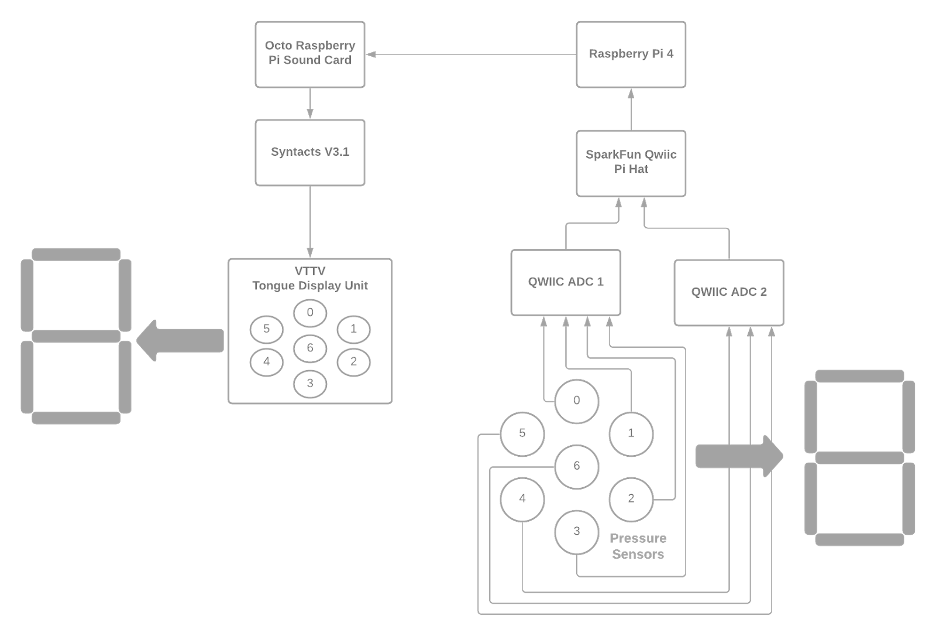 Octo Raspberry
Pi Sound Card
Raspberry Pi 4
Syntacts V3.1
SparkFun Qwiic
Pi Hat
VTTV
Tongue Display Unit
0
5
1
6
4
2
3
QWIIC ADC 1
QWIIC ADC 2
0
5
1
6
4
2
3
Pressure
Sensors